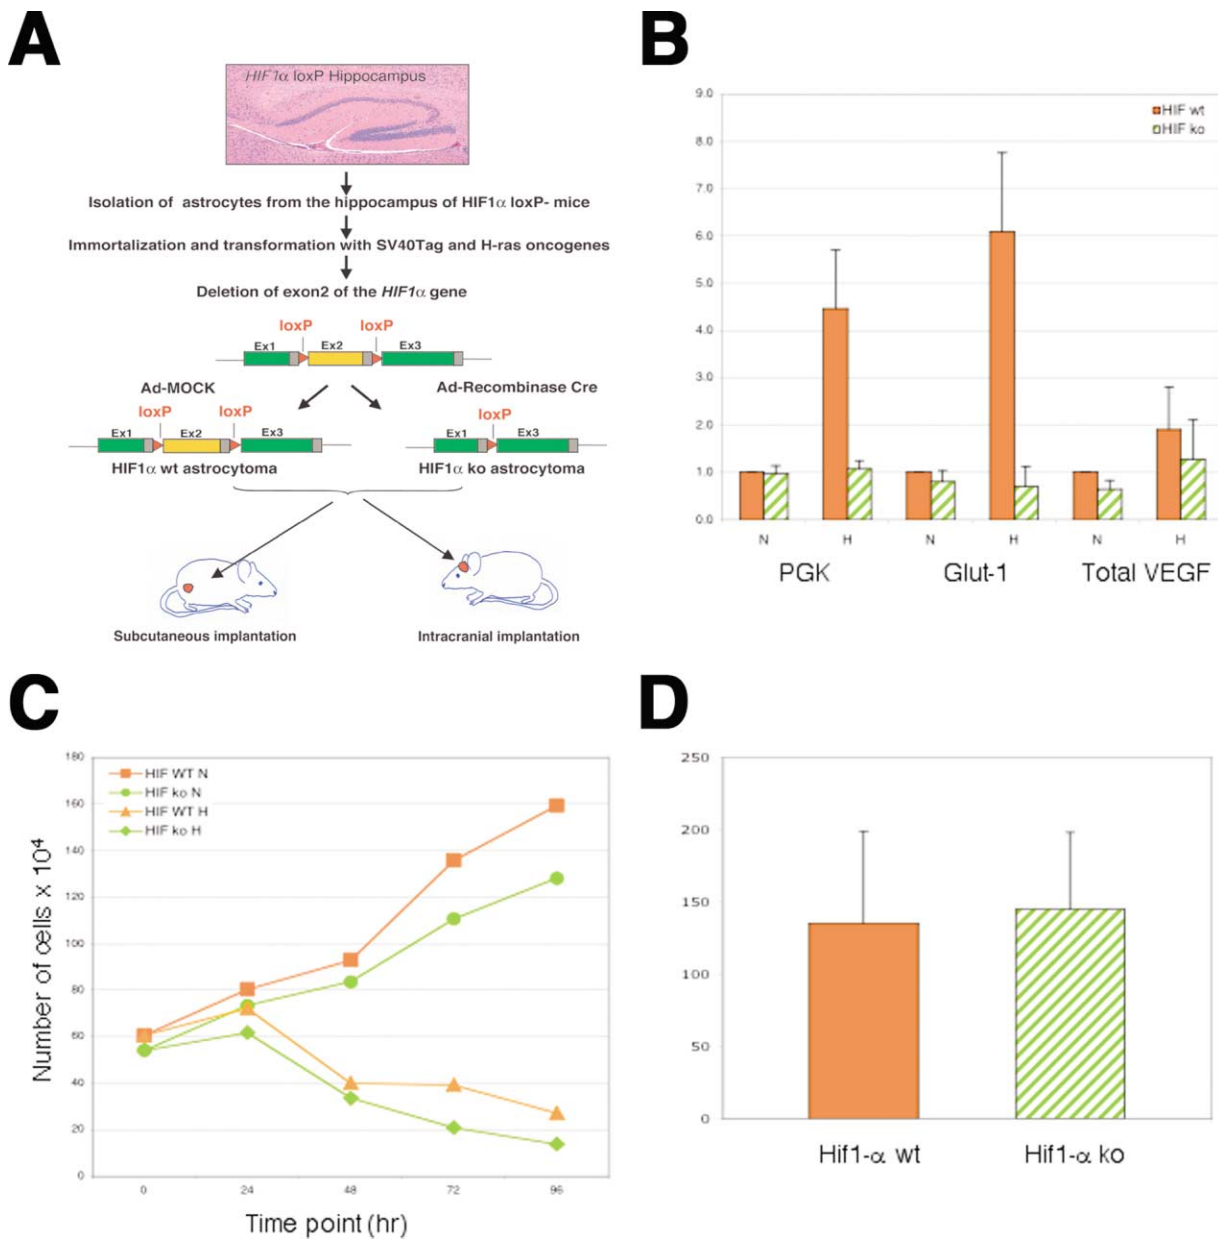 A
HIF1α loxP Hippocampus
Isolation of astrocytes from the hippocampus of HIF1α loxP- mice
Immortalization and transformation with SV40Tag and H-ras oncogenes
Deletion of exon2 of the HIF1α gene
loxP loxP
Ex1 Ex2 Ex3
Ad-MOCK Ad-Recombinase Cre
loxP loxP loxP
Ex1 Ex2 Ex3 Ex1 Ex3
HIF1α wt astrocytoma HIF1α ko astrocytoma
Subcutaneous implantation Intracranial implantation
B
9.0
8.0
7.0
6.0
5.0
4.0
3.0
2.0
1.0
0.0
HIF wt
HIF ko
N H N H N H
PGK Glut-1 Total VEGF
C
Number of cells x 10⁴
180
160
140
120
100
80
60
40
20
0
HIF WT N
HIF ko N
HIF WT H
HIF ko H
0 24 48 72 96
Time point (hr)
D
250
200
150
100
50
0
Hif1-α wt Hif1-α ko